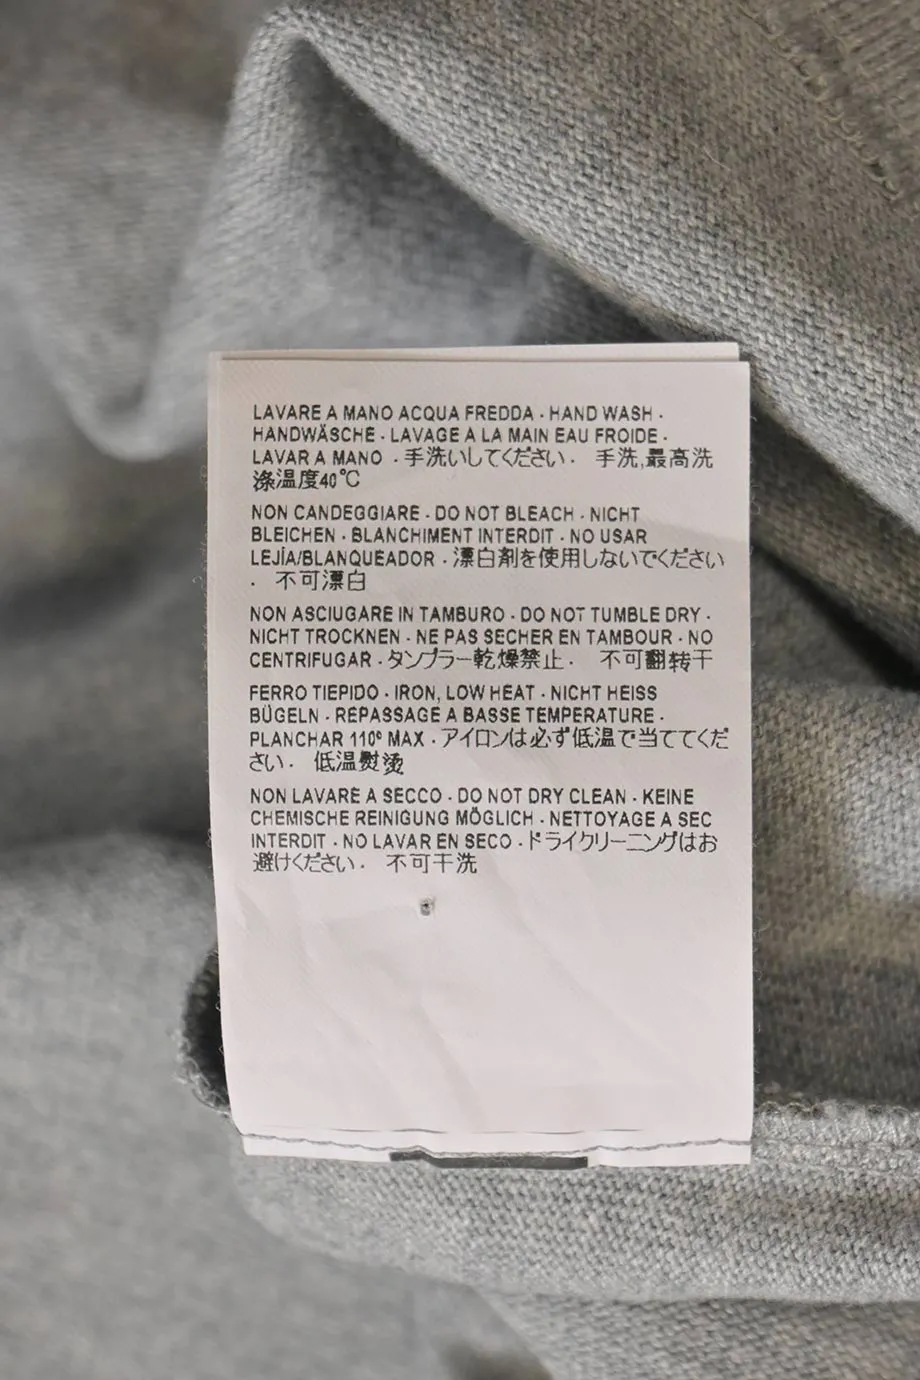 LAVARE A MANO ACQUA FREDDA · HAND WASH ·
HANDWÄSCHE · LAVAGE A LA MAIN EAU FROIDE ·
LAVAR A MANO · 手洗いしてください· 手洗,最高洗
涤温度40℃
NON CANDEGGIARE · DO NOT BLEACH · NICHT
BLEICHEN · BLANCHIMENT INTERDIT · NO USAR
LEJÍA/BLANQUEADOR · 漂白剤を使用しないでください
· 不可漂白
NON ASCIUGARE IN TAMBURO · DO NOT TUMBLE DRY ·
NICHT TROCKNEN · NE PAS SECHER EN TAMBOUR · NO
CENTRIFUGAR · タンブラー乾燥禁止· 不可翻转干
FERRO TIEPIDO · IRON, LOW HEAT · NICHT HEISS
BÜGELN · REPASSAGE A BASSE TEMPERATURE ·
PLANCHAR 110º MAX · アイロンは必ず低温で当ててくだ
さい· 低温熨烫
NON LAVARE A SECCO · DO NOT DRY CLEAN · KEINE
CHEMISCHE REINIGUNG MÖGLICH · NETTOYAGE A SEC
INTERDIT · NO LAVAR EN SECO · ドライクリーニングはお
避けください· 不可干洗